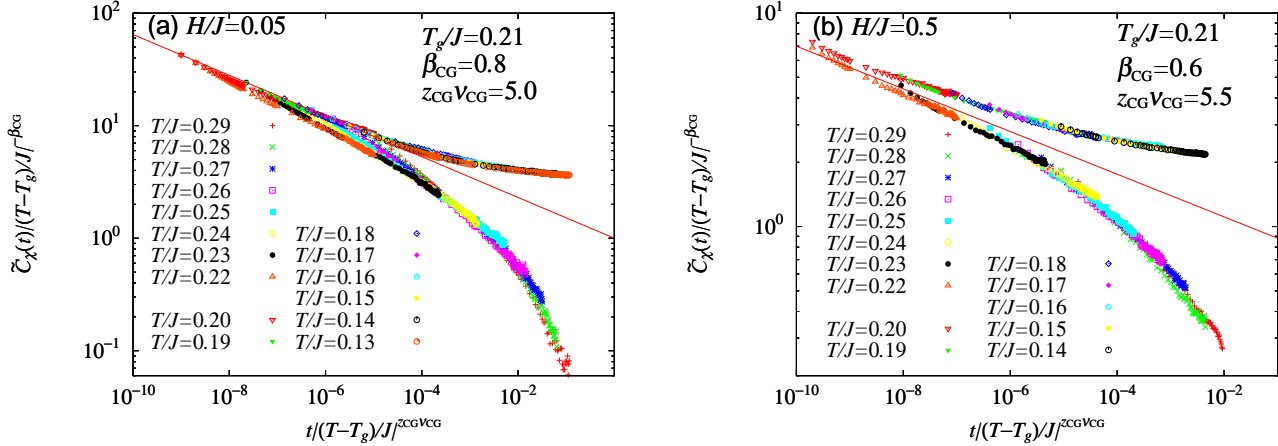 (a) H/J=0.05
T_g/J=0.21
β_CG=0.8
z_CGν_CG=5.0
10^2
10^1
10^0
10^−1
C̃_χ(t)/|(T−T_g)/J|^−β_CG
T/J=0.29
T/J=0.28
T/J=0.27
T/J=0.26
T/J=0.25
T/J=0.24 T/J=0.18
T/J=0.23 T/J=0.17
T/J=0.22 T/J=0.16
T/J=0.15
T/J=0.20 T/J=0.14
T/J=0.19 T/J=0.13
10^−10 10^−8 10^−6 10^−4 10^−2
t/|(T−T_g)/J|^z_CGν_CG
(b) H/J=0.5
T_g/J=0.21
β_CG=0.6
z_CGν_CG=5.5
10^1
10^0
C̃_χ(t)/|(T−T_g)/J|^−β_CG
T/J=0.29
T/J=0.28
T/J=0.27
T/J=0.26
T/J=0.25
T/J=0.24
T/J=0.23 T/J=0.18
T/J=0.22 T/J=0.17
T/J=0.16
T/J=0.20 T/J=0.15
T/J=0.19 T/J=0.14
10^−10 10^−8 10^−6 10^−4 10^−2
t/|(T−T_g)/J|^z_CGν_CG